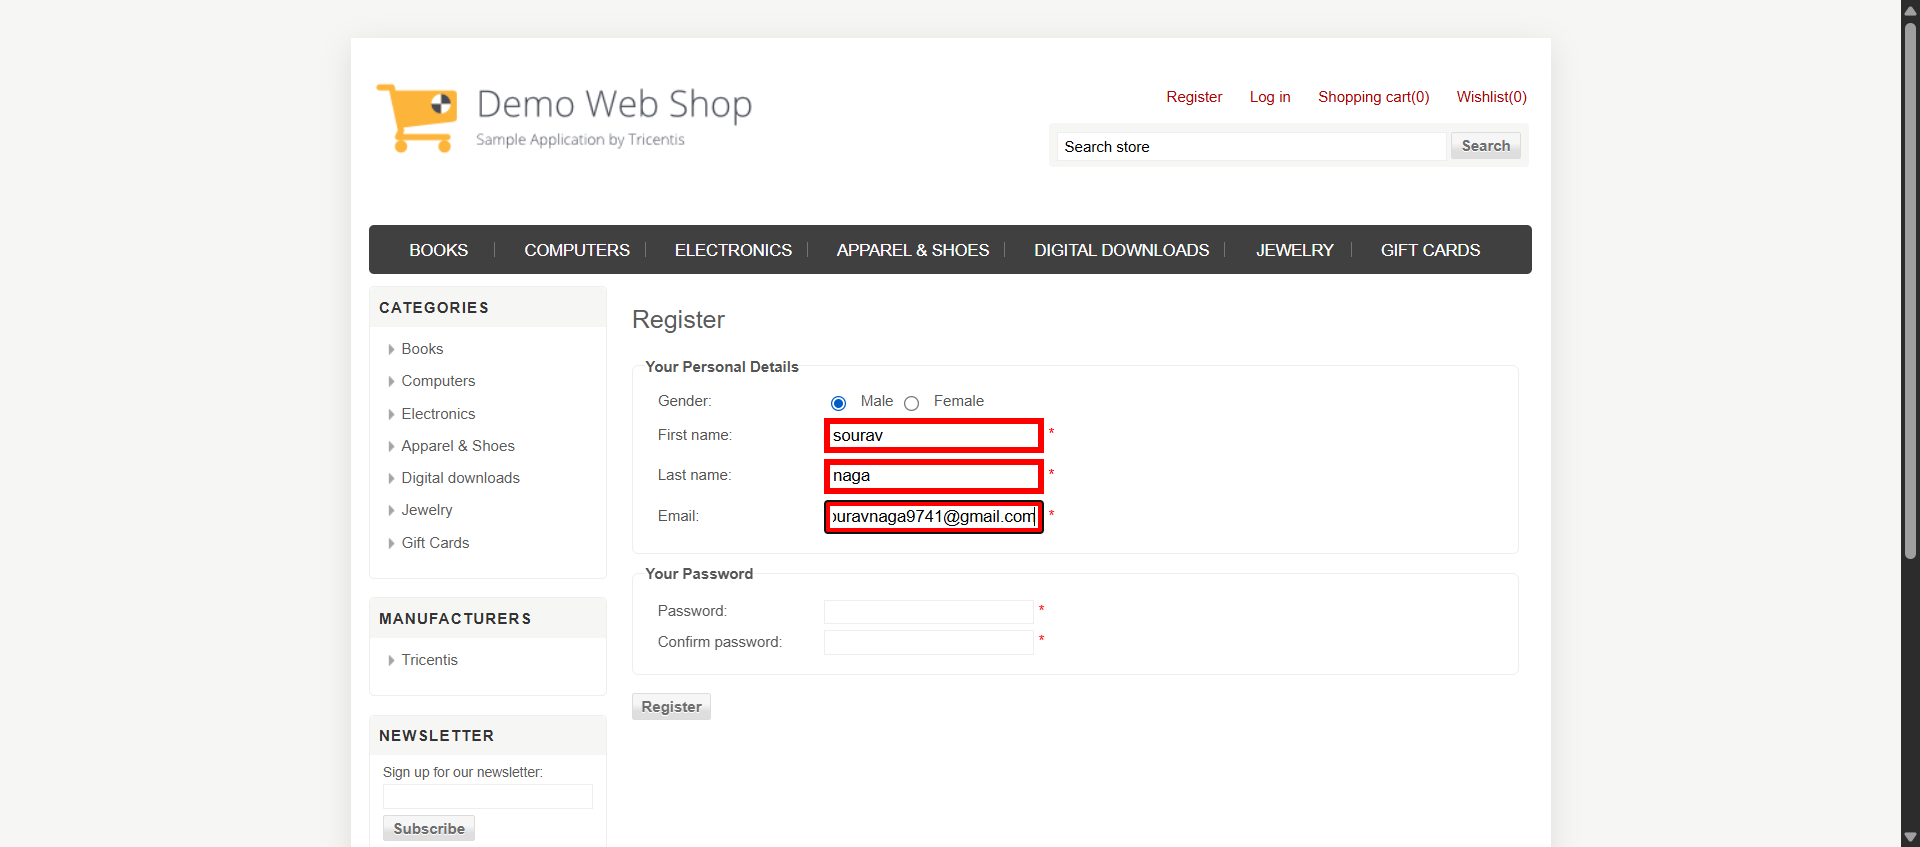 Demo Web Shop
Sample Application by Tricentis
Register Log in Shopping cart(0) Wishlist(0)
Search store Search
BOOKS COMPUTERS ELECTRONICS APPAREL & SHOES DIGITAL DOWNLOADS JEWELRY GIFT CARDS
CATEGORIES
Books
Computers
Electronics
Apparel & Shoes
Digital downloads
Jewelry
Gift Cards
MANUFACTURERS
Tricentis
NEWSLETTER
Sign up for our newsletter:
Subscribe
Register
Your Personal Details
Gender: Male Female
First name: sourav *
Last name: naga *
Email: ouravnaga9741@gmail.com *
Your Password
Password: *
Confirm password: *
Register